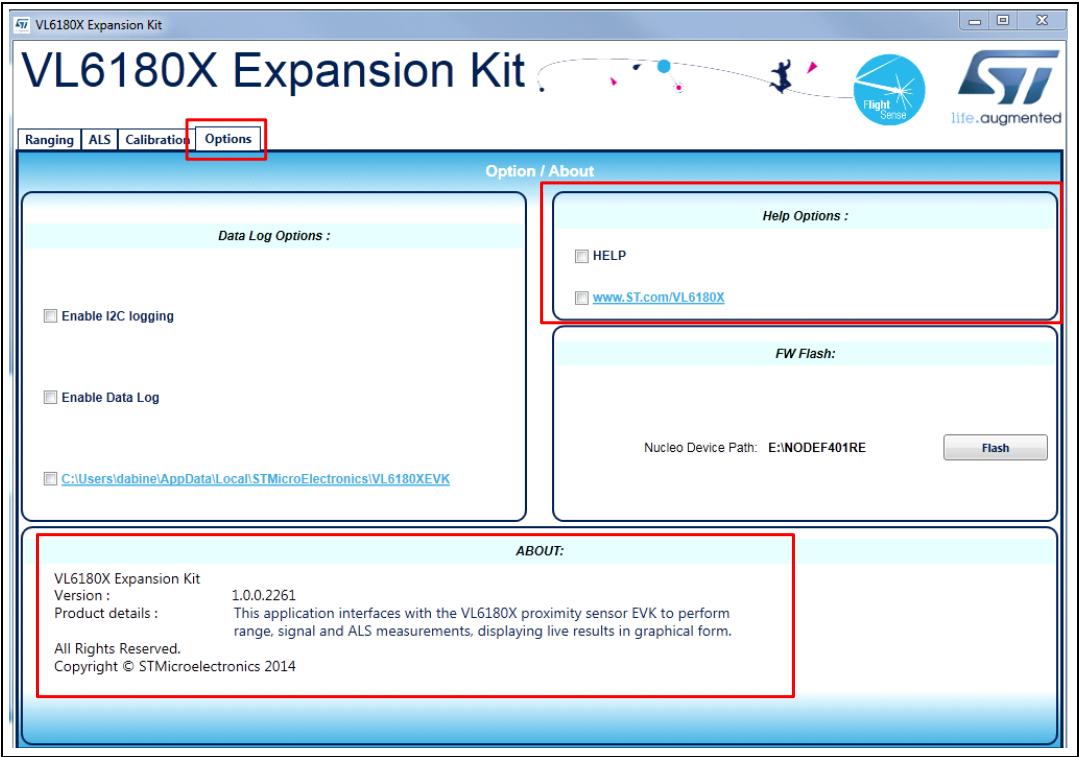 VL6180X Expansion Kit
VL6180X Expansion Kit
Flight
Sense
life.augmented
Ranging ALS Calibration Options
Option / About
Data Log Options :
Enable I2C logging
Enable Data Log
C:\Users\dabine\AppData\Local\STMicroElectronics\VL6180XEVK
Help Options :
HELP
www.ST.com/VL6180X
FW Flash:
Nucleo Device Path: E:\NODEF401RE Flash
ABOUT:
VL6180X Expansion Kit
Version : 1.0.0.2261
Product details : This application interfaces with the VL6180X proximity sensor EVK to perform
range, signal and ALS measurements, displaying live results in graphical form.
All Rights Reserved.
Copyright © STMicroelectronics 2014